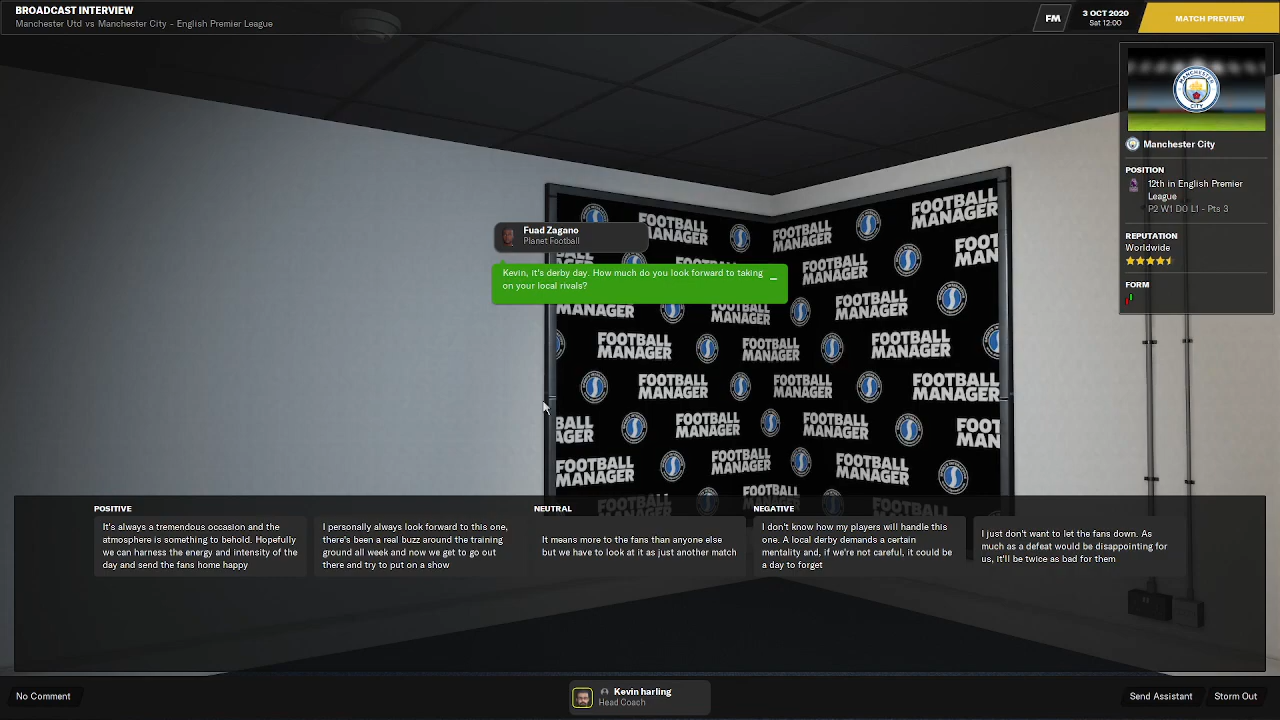 BROADCAST INTERVIEW
Manchester Utd vs Manchester City - English Premier League
FM
3 OCT 2020
Sat 12:00
MATCH PREVIEW
MANCHESTER
CITY
Manchester City
POSITION
12th in English Premier
League
P2 W1 D0 L1 - Pts 3
REPUTATION
Worldwide
FORM
Fuad Zagano
Planet Football
Kevin, it's derby day. How much do you look forward to taking
on your local rivals?
FOOTBALL
MANAGER
POSITIVE
It's always a tremendous occasion and the
atmosphere is something to behold. Hopefully
we can harness the energy and intensity of the
day and send the fans home happy
I personally always look forward to this one,
there's been a real buzz around the training
ground all week and now we get to go out
there and try to put on a show
NEUTRAL
It means more to the fans than anyone else
but we have to look at it as just another match
NEGATIVE
I don't know how my players will handle this
one. A local derby demands a certain
mentality and, if we're not careful, it could be
a day to forget
I just don't want to let the fans down. As
much as a defeat would be disappointing for
us, it'll be twice as bad for them
No Comment
Kevin harling
Head Coach
Send Assistant
Storm Out